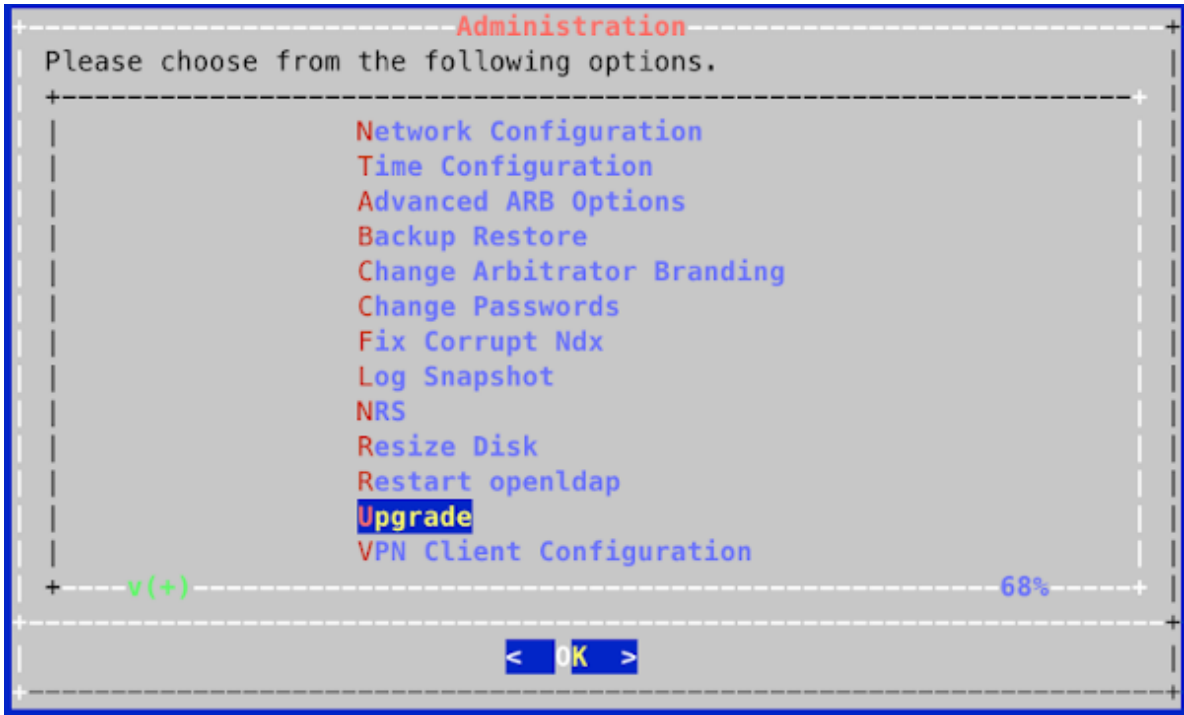 Administration
Please choose from the following options.
Network Configuration
Time Configuration
Advanced ARB Options
Backup Restore
Change Arbitrator Branding
Change Passwords
Fix Corrupt Ndx
Log Snapshot
NRS
Resize Disk
Restart openldap
Upgrade
VPN Client Configuration
v(+) 68%
< OK >